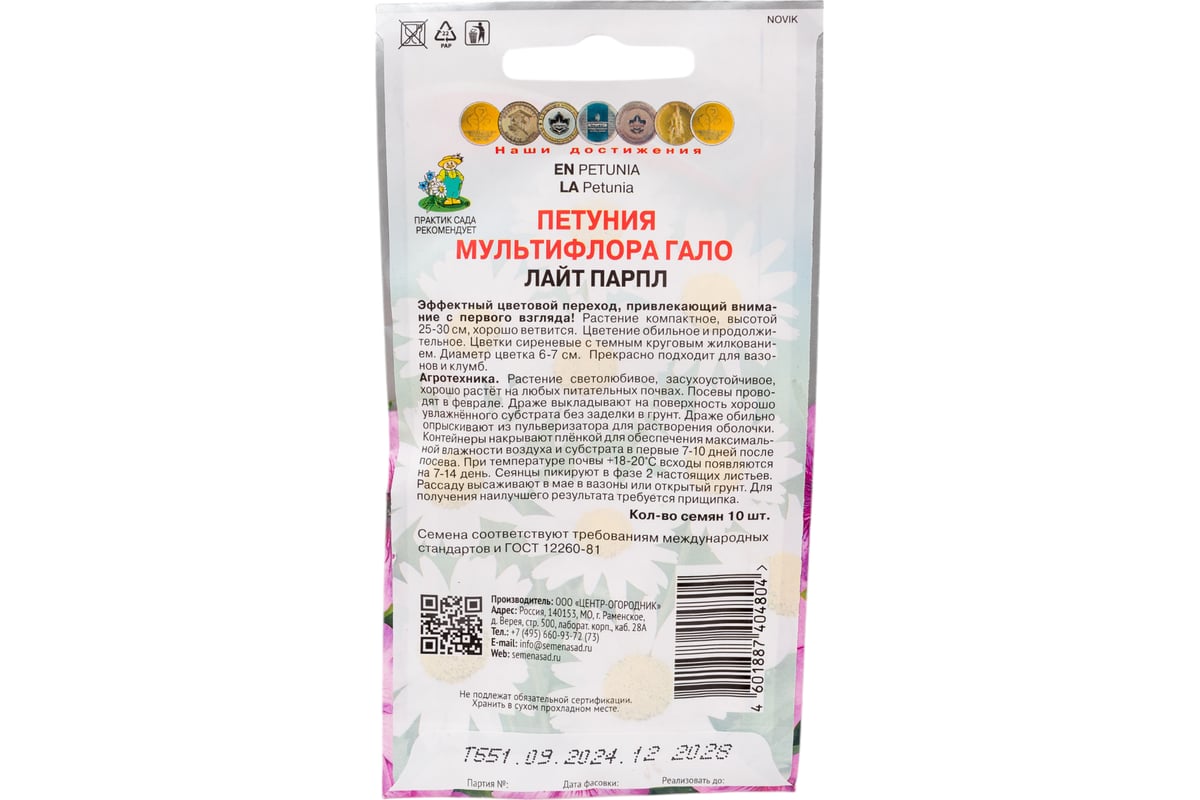 NOVIK
22
PAP
Наши достижения
EN PETUNIA
LA Petunia
ПРАКТИК САДА
РЕКОМЕНДУЕТ
ПЕТУНИЯ
МУЛЬТИФЛОРА ГАЛО
ЛАЙТ ПАРПЛ
Эффектный цветовой переход, привлекающий внима-
ние с первого взгляда! Растение компактное, высотой
25-30 см, хорошо ветвится. Цветение обильное и продолжи-
тельное. Цветки сиреневые с темным круговым жилковани-
ем. Диаметр цветка 6-7 см. Прекрасно подходит для вазо-
нов и клумб.
Агротехника. Растение светолюбивое, засухоустойчивое,
хорошо растёт на любых питательных почвах. Посевы прово-
дят в феврале. Драже выкладывают на поверхность хорошо
увлажнённого субстрата без заделки в грунт. Драже обильно
опрыскивают из пульверизатора для растворения оболочки.
Контейнеры накрывают плёнкой для обеспечения максималь-
ной влажности воздуха и субстрата в первые 7-10 дней после
посева. При температуре почвы +18-20°С всходы появляются
на 7-14 день. Сеянцы пикируют в фазе 2 настоящих листьев.
Рассаду высаживают в мае в вазоны или открытый грунт. Для
получения наилучшего результата требуется прищипка.
Кол-во семян 10 шт.
Семена соответствуют требованиям международных
стандартов и ГОСТ 12260-81
Производитель: ООО «ЦЕНТР-ОГОРОДНИК»
Адрес: Россия, 140153, МО, г. Раменское,
д. Верея, стр. 500, лаборат. корп., каб. 28А
Тел.: +7 (495) 660-93-72 (73)
E-mail: info@semenasad.ru
Web: semenasad.ru
4 601887 404804 >
Не подлежат обязательной сертификации.
Хранить в сухом прохладном месте.
Т551.09.2024.12 2028
Партия №: Дата фасовки: Реализовать до: